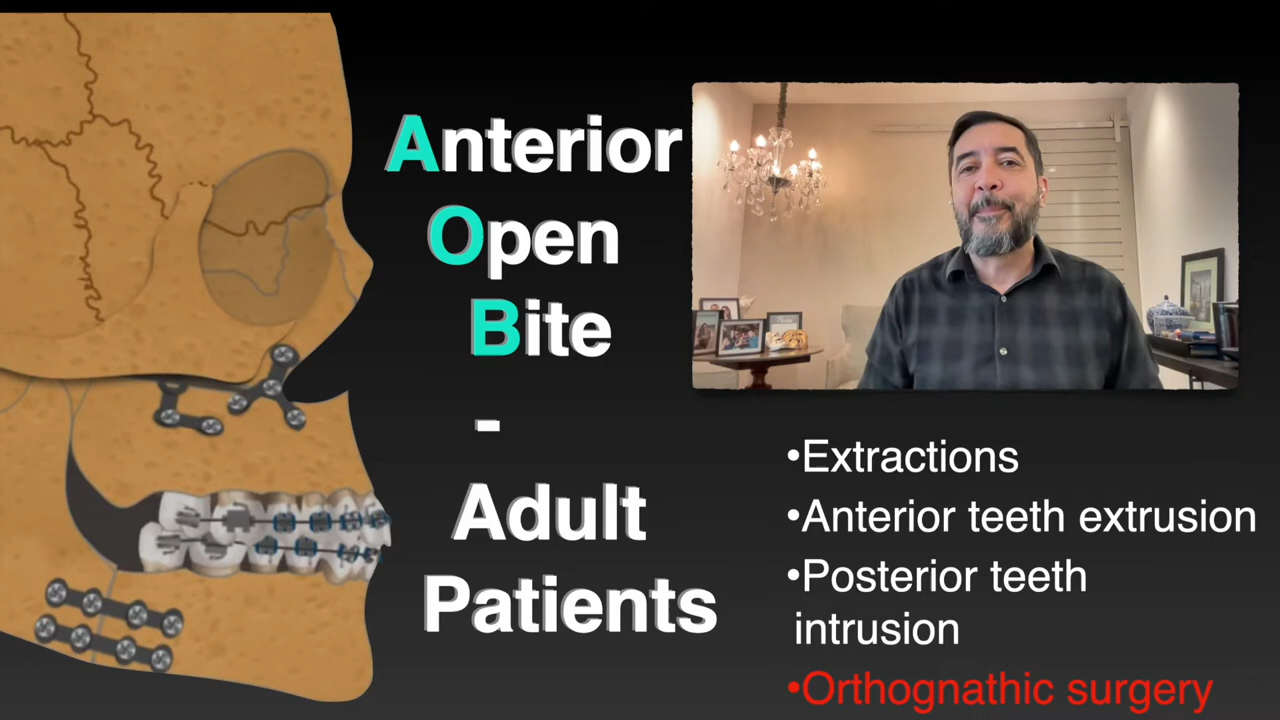 Anterior
Open
Bite
-
Adult
Patients
•Extractions
•Anterior teeth extrusion
•Posterior teeth
intrusion
•Orthognathic surgery